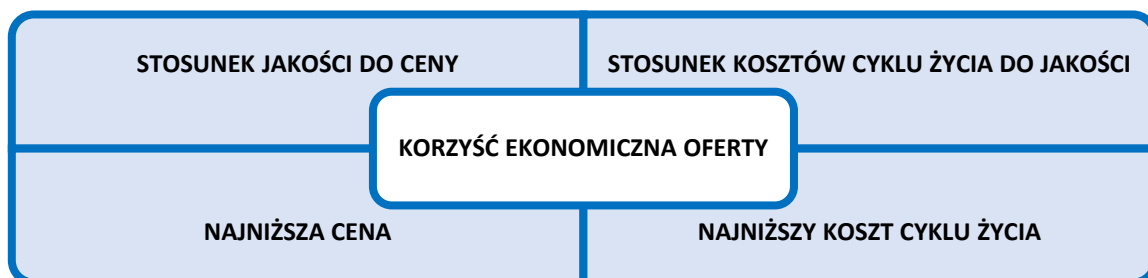 STOSUNEK JAKOŚCI DO CENY
STOSUNEK KOSZTÓW CYKLU ŻYCIA DO JAKOŚCI
KORZYŚĆ EKONOMICZNA OFERTY
NAJNIŻSZA CENA
NAJNIŻSZY KOSZT CYKLU ŻYCIA